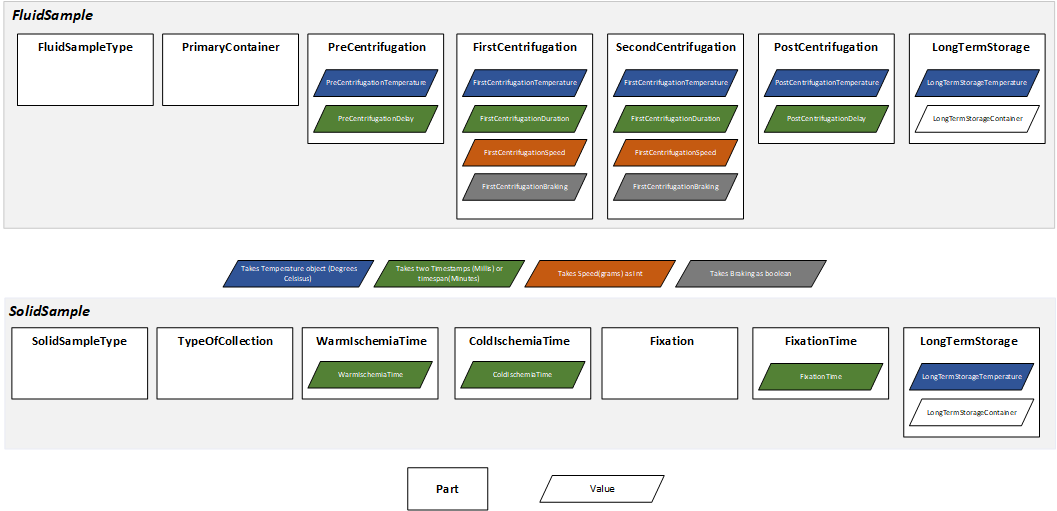 FluidSample
FluidSampleType
PrimaryContainer
PreCentrifugation
PreCentrifugationTemperature
PreCentrifugationDelay
FirstCentrifugation
FirstCentrifugationTemperature
FirstCentrifugationDuration
FirstCentrifugationSpeed
FirstCentrifugationBraking
SecondCentrifugation
FirstCentrifugationTemperature
FirstCentrifugationDuration
FirstCentrifugationSpeed
FirstCentrifugationBraking
PostCentrifugation
PostCentrifugationTemperature
PostCentrifugationDelay
LongTermStorage
LongTermStorageTemperature
LongTermStorageContainer
Takes Temperature object (Degrees
Celsisus)
Takes two Timestamps (Millis) or
timespan(Minutes)
Takes Speed(grams) as Int
Takes Braking as boolean
SolidSample
SolidSampleType
TypeOfCollection
WarmIschemiaTime
WarmIschemiaTime
ColdIschemiaTime
ColdIschemiaTime
Fixation
FixationTime
FixationTime
LongTermStorage
LongTermStorageTemperature
LongTermStorageContainer
Part
Value